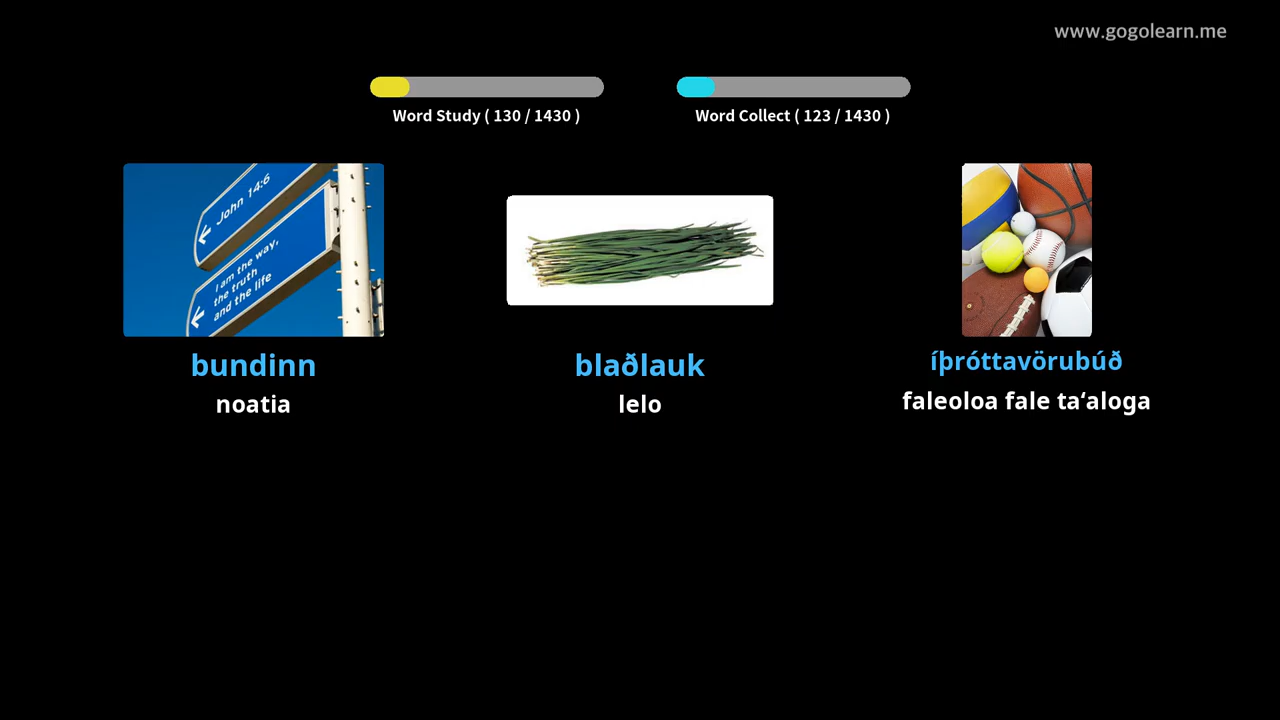 www.gogolearn.me
Word Study ( 130 / 1430 )
Word Collect ( 123 / 1430 )
John 14:6
I am the way,
the truth
and the life
bundinn
blaðlauk
íþróttavörubúð
noatia
lelo
faleoloa fale taʻaloga